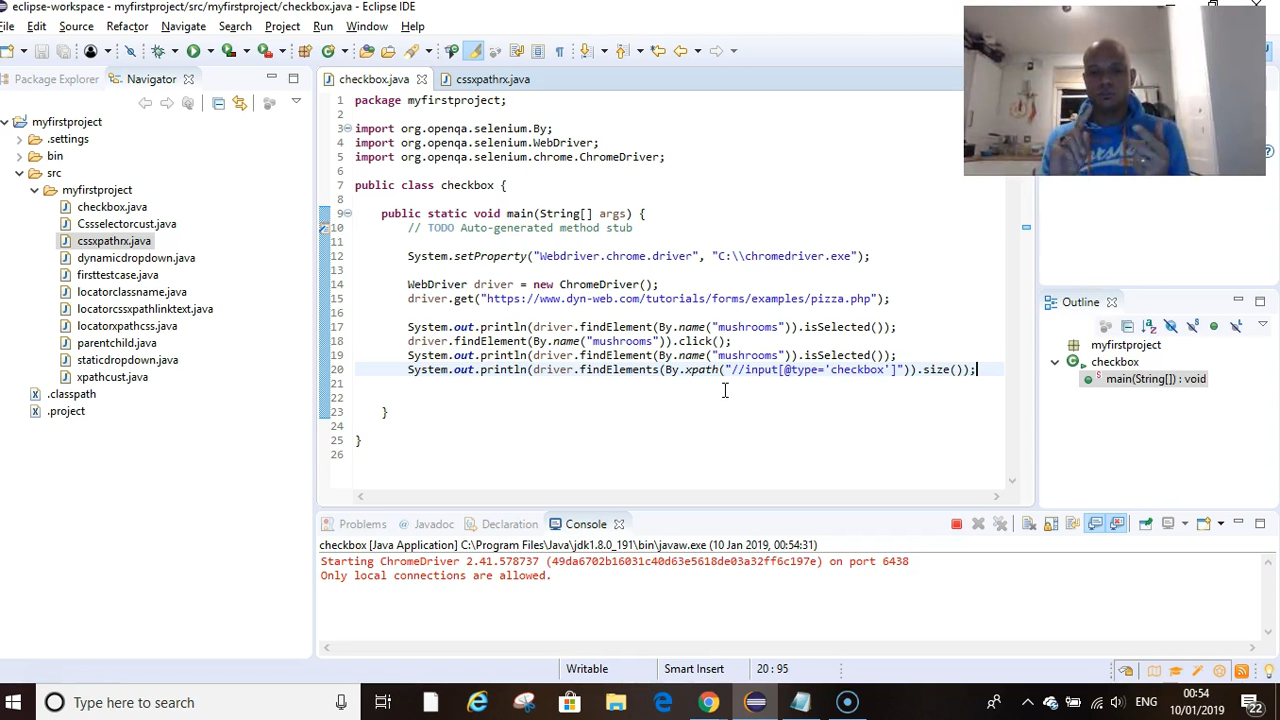 eclipse-workspace - myfirstproject/src/myfirstproject/checkbox.java - Eclipse IDE
File Edit Source Refactor Navigate Search Project Run Window Help
Package Explorer Navigator
checkbox.java cssxpathrx.java
myfirstproject
.settings
bin
src
myfirstproject
checkbox.java
Cssselectorcust.java
cssxpathrx.java
dynamicdropdown.java
firsttestcase.java
locatorclassname.java
locatorcssxpathlinktext.java
locatorxpathcss.java
parentchild.java
staticdropdown.java
xpathcust.java
.classpath
.project
1 package myfirstproject;
2
3 import org.openqa.selenium.By;
4 import org.openqa.selenium.WebDriver;
5 import org.openqa.selenium.chrome.ChromeDriver;
6
7 public class checkbox {
8
9 public static void main(String[] args) {
10 // TODO Auto-generated method stub
11
12 System.setProperty("Webdriver.chrome.driver", "C:\\chromedriver.exe");
13
14 WebDriver driver = new ChromeDriver();
15 driver.get("https://www.dyn-web.com/tutorials/forms/examples/pizza.php");
16
17 System.out.println(driver.findElement(By.name("mushrooms")).isSelected());
18 driver.findElement(By.name("mushrooms")).click();
19 System.out.println(driver.findElement(By.name("mushrooms")).isSelected());
20 System.out.println(driver.findElements(By.xpath("//input[@type='checkbox']")).size());
21
22
23 }
24
25 }
26
Outline
myfirstproject
checkbox
main(String[]) : void
Problems Javadoc Declaration Console
checkbox [Java Application] C:\Program Files\Java\jdk1.8.0_191\bin\javaw.exe (10 Jan 2019, 00:54:31)
Starting ChromeDriver 2.41.578737 (49da6702b16031c40d63e5618de03a32ff6c197e) on port 6438
Only local connections are allowed.
Writable Smart Insert 20 : 95
Type here to search
ENG
00:54
10/01/2019
22